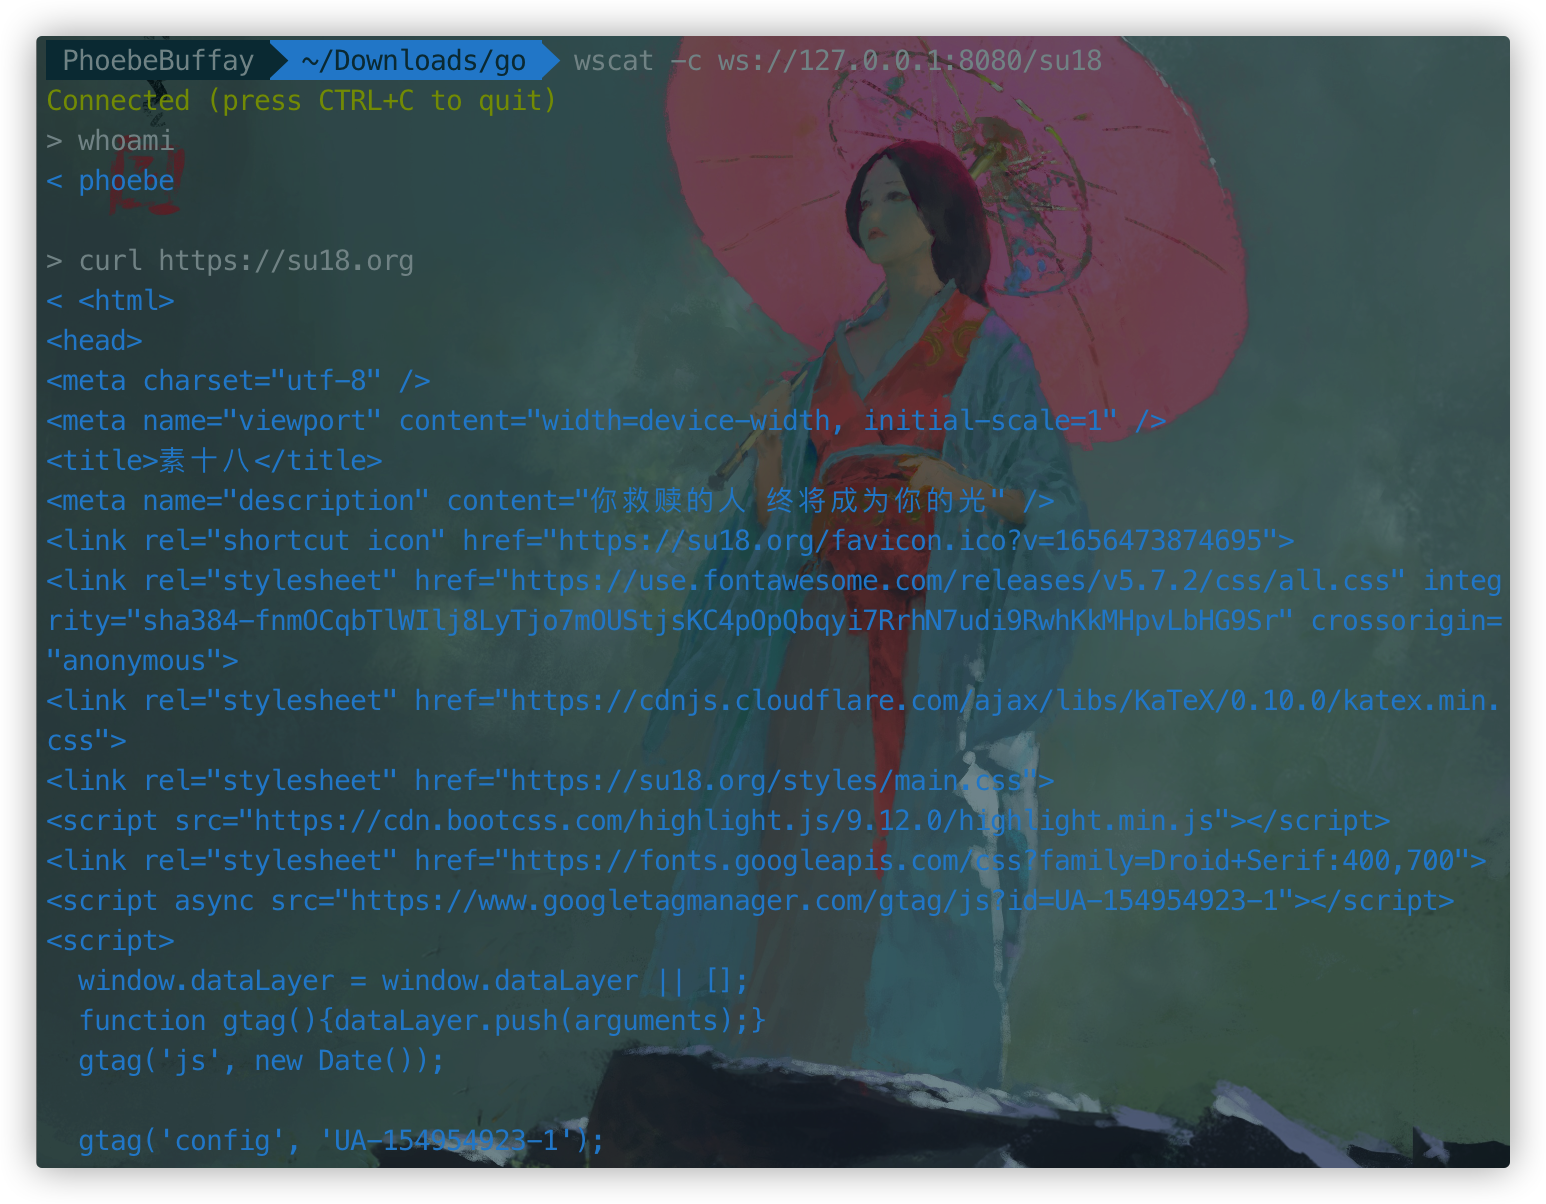 PhoebeBuffay ~/Downloads/go wscat -c ws://127.0.0.1:8080/su18
Connected (press CTRL+C to quit)
> whoami
< phoebe
> curl https://su18.org
< <html>
<head>
<meta charset="utf-8" />
<meta name="viewport" content="width=device-width, initial-scale=1" />
<title>素十八</title>
<meta name="description" content="你救赎的人 终将成为你的光" />
<link rel="shortcut icon" href="https://su18.org/favicon.ico?v=1656473874695">
<link rel="stylesheet" href="https://use.fontawesome.com/releases/v5.7.2/css/all.css" integ
rity="sha384-fnmOCqbTlWIlj8LyTjo7mOUStjsKC4pOpQbqyi7RrhN7udi9RwhKkMHpvLbHG9Sr" crossorigin=
"anonymous">
<link rel="stylesheet" href="https://cdnjs.cloudflare.com/ajax/libs/KaTeX/0.10.0/katex.min.
css">
<link rel="stylesheet" href="https://su18.org/styles/main.css">
<script src="https://cdn.bootcss.com/highlight.js/9.12.0/highlight.min.js"></script>
<link rel="stylesheet" href="https://fonts.googleapis.com/css?family=Droid+Serif:400,700">
<script async src="https://www.googletagmanager.com/gtag/js?id=UA-154954923-1"></script>
<script>
  window.dataLayer = window.dataLayer || [];
  function gtag(){dataLayer.push(arguments);}
  gtag('js', new Date());
  gtag('config', 'UA-154954923-1');